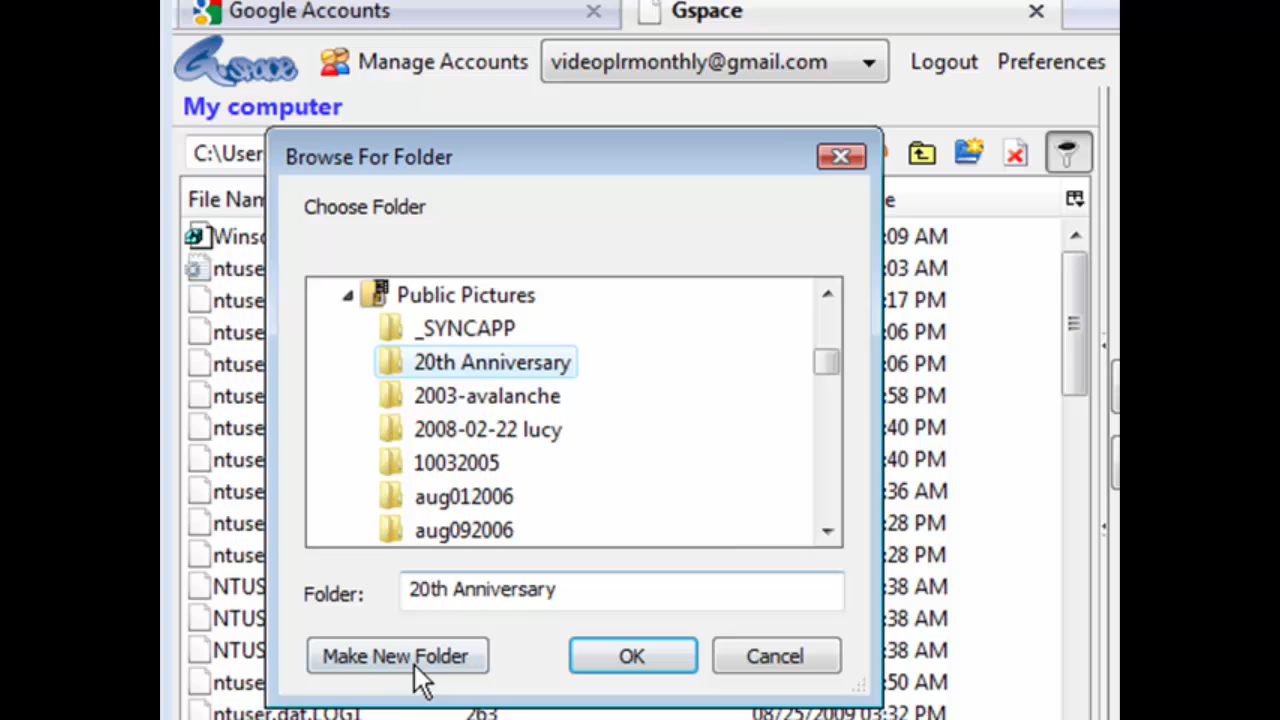 Google Accounts
Gspace
Gspace Manage Accounts videoplrmonthly@gmail.com Logout Preferences
My computer
C:\User
Browse For Folder
Choose Folder
File Nam
e
Winsc
:09 AM
ntuse
:03 AM
ntuse
:17 PM
ntuse
:06 PM
ntuse
:06 PM
ntuse
:58 PM
ntuse
:40 PM
ntuse
:40 PM
ntuse
:36 AM
ntuse
:28 PM
ntuse
:28 PM
NTUS
:38 AM
NTUS
:38 AM
NTUS
:38 AM
ntuse
:50 AM
ntuser.dat.LOG1 263 08/25/2009 03:32 PM
Public Pictures
_SYNCAPP
20th Anniversary
2003-avalanche
2008-02-22 lucy
10032005
aug012006
aug092006
Folder: 20th Anniversary
Make New Folder OK Cancel